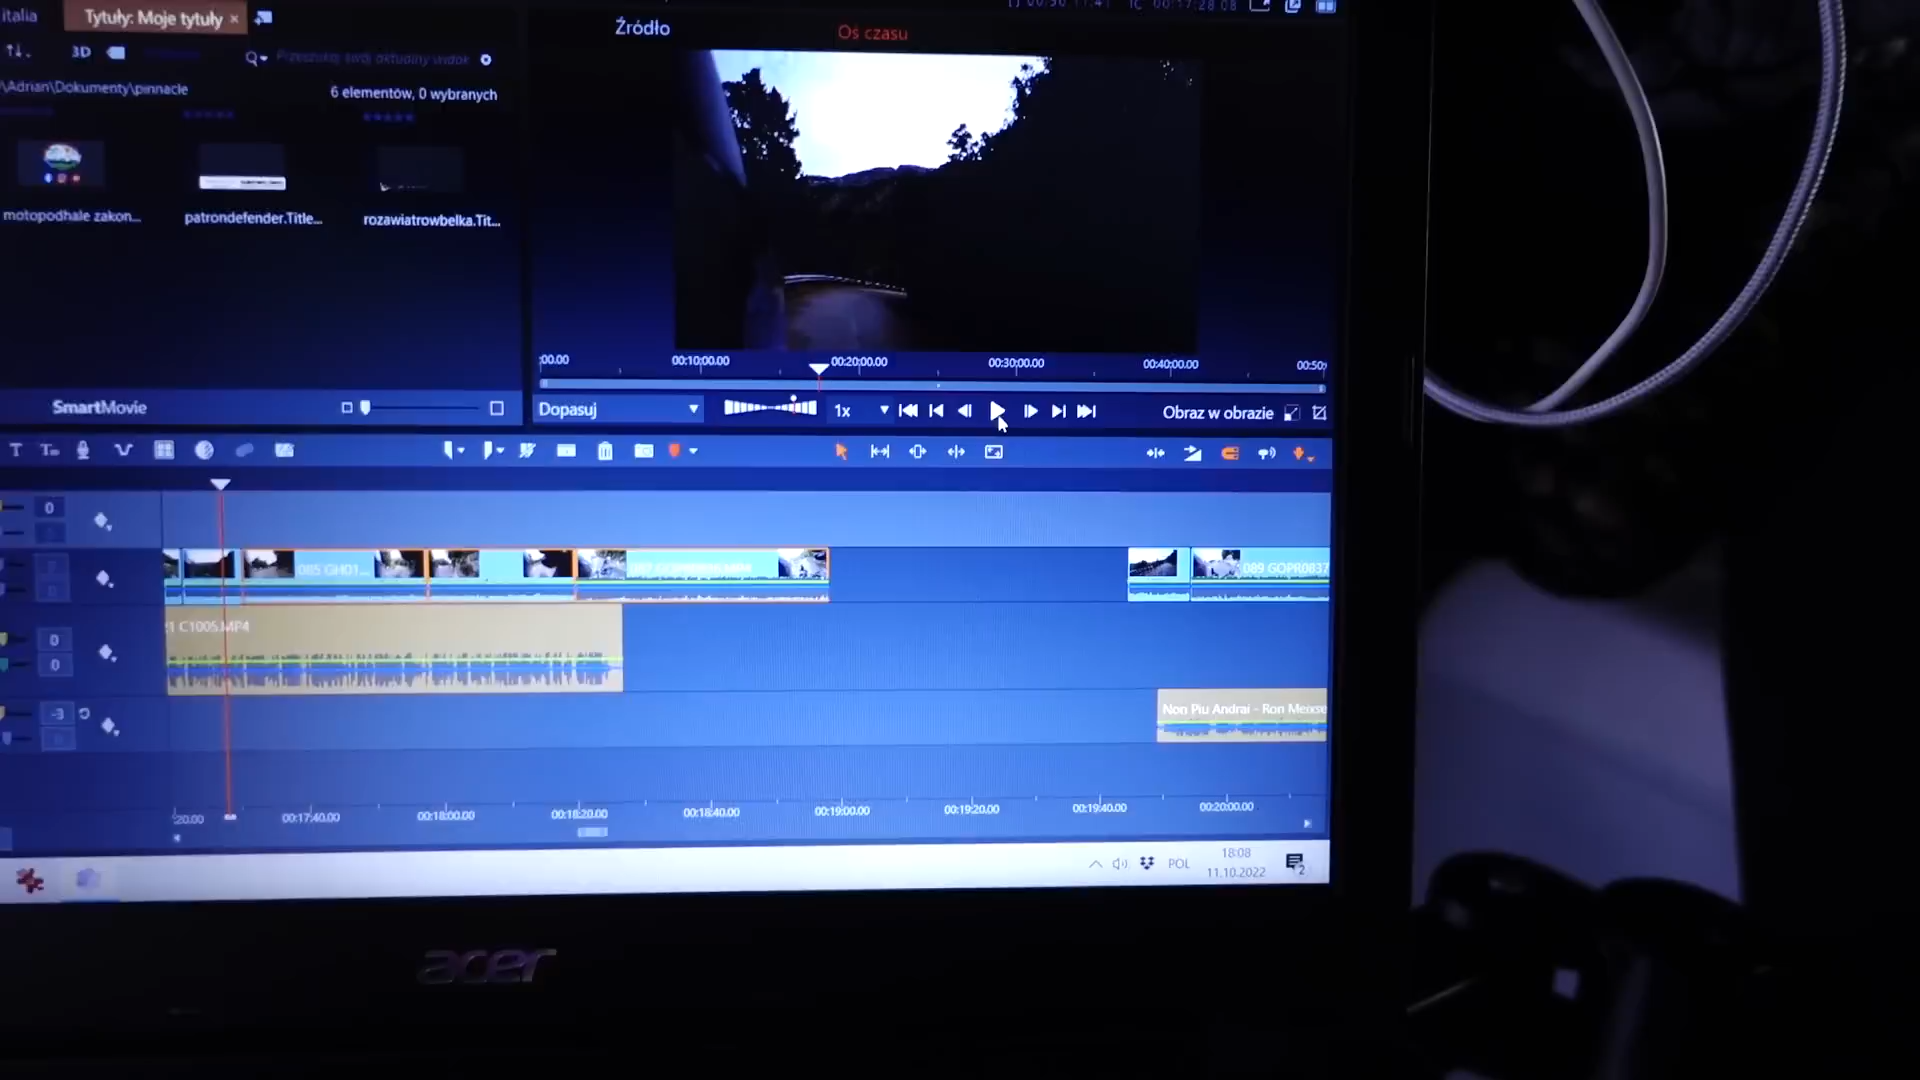 italia
Tytuły: Moje tytuły ×
Źródło
Oś czasu
3D
Przeszukaj swój aktualny widok
\Adrian\Dokumenty\pinnacle
6 elementów, 0 wybranych
motopodhale zakon...
patrondefender.Title...
rozawiatrowbelka.Tit...
:00.00
00:10:00.00
00:20:00.00
00:30:00.00
00:40:00.00
00:50:
SmartMovie
Dopasuj
1x
Obraz w obrazie
0
085 GH01...
089 GOPR0837
1 C1005.MP4
0
0
-3
Non Piu Andrai - Ron Meixse
:20.00
00:17:40.00
00:18:00.00
00:18:20.00
00:18:40.00
00:19:00.00
00:19:20.00
00:19:40.00
00:20:00.00
POL
18:08
11.10.2022
2
acer